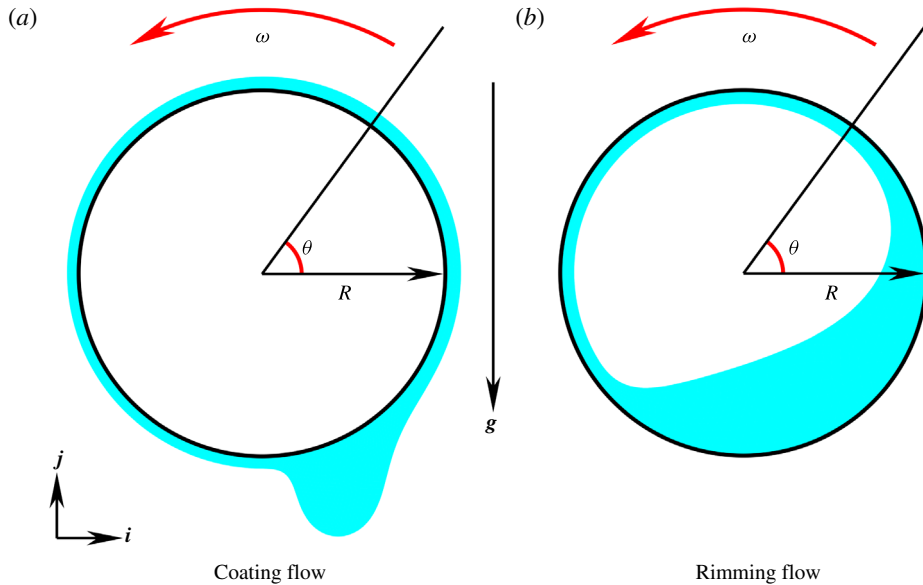 (a)
ω
θ
R
g
j
i
Coating flow
(b)
ω
θ
R
Rimming flow